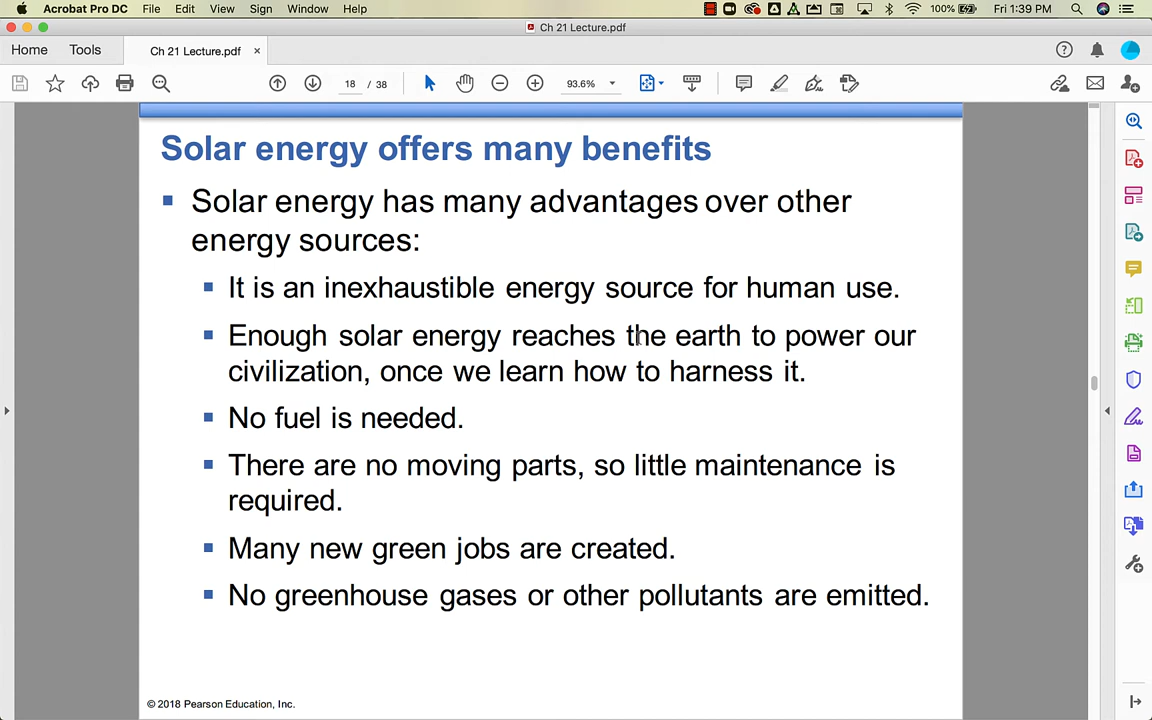 Acrobat Pro DC File Edit View Sign Window Help 100% Fri 1:39 PM
Ch 21 Lecture.pdf
Home Tools Ch 21 Lecture.pdf ×
18 / 38 93.6%
Solar energy offers many benefits
Solar energy has many advantages over other
energy sources:
It is an inexhaustible energy source for human use.
Enough solar energy reaches the earth to power our
civilization, once we learn how to harness it.
No fuel is needed.
There are no moving parts, so little maintenance is
required.
Many new green jobs are created.
No greenhouse gases or other pollutants are emitted.
© 2018 Pearson Education, Inc.